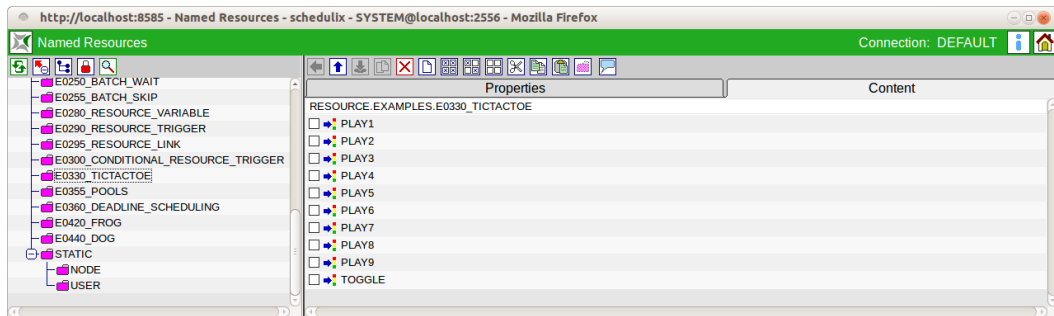 http://localhost:8585 - Named Resources - schedulix - SYSTEM@localhost:2556 - Mozilla Firefox
Named Resources
Connection: DEFAULT
E0250_BATCH_WAIT
E0255_BATCH_SKIP
E0280_RESOURCE_VARIABLE
E0290_RESOURCE_TRIGGER
E0295_RESOURCE_LINK
E0300_CONDITIONAL_RESOURCE_TRIGGER
E0330_TICTACTOE
E0355_POOLS
E0360_DEADLINE_SCHEDULING
E0420_FROG
E0440_DOG
STATIC
NODE
USER
Properties
Content
RESOURCE.EXAMPLES.E0330_TICTACTOE
PLAY1
PLAY2
PLAY3
PLAY4
PLAY5
PLAY6
PLAY7
PLAY8
PLAY9
TOGGLE